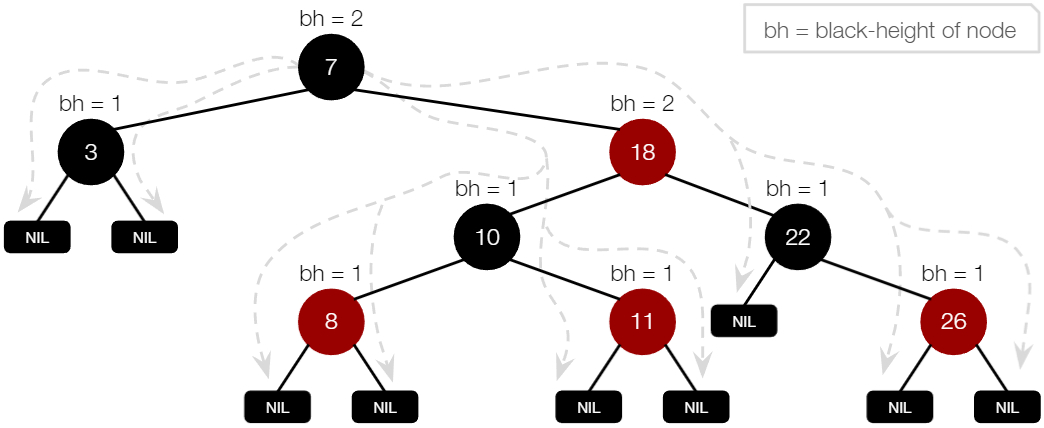 bh = 2
bh = black-height of node
7
bh = 1
bh = 2
3
18
bh = 1
bh = 1
NIL
NIL
10
22
bh = 1
bh = 1
bh = 1
8
11
NIL
26
NIL
NIL
NIL
NIL
NIL
NIL